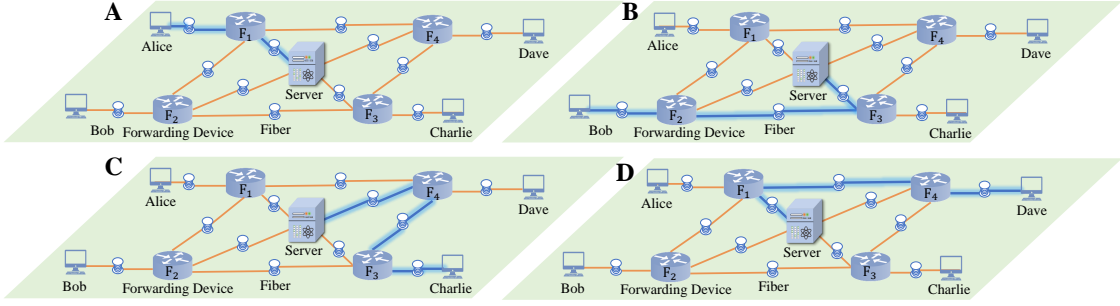 A
Alice
F1
F4
Dave
Server
Bob
F2
Forwarding Device
Fiber
F3
Charlie
B
Alice
F1
F4
Dave
Server
Bob
F2
Forwarding Device
Fiber
F3
Charlie
C
Alice
F1
F4
Dave
Server
Bob
F2
Forwarding Device
Fiber
F3
Charlie
D
Alice
F1
F4
Dave
Server
Bob
F2
Forwarding Device
Fiber
F3
Charlie